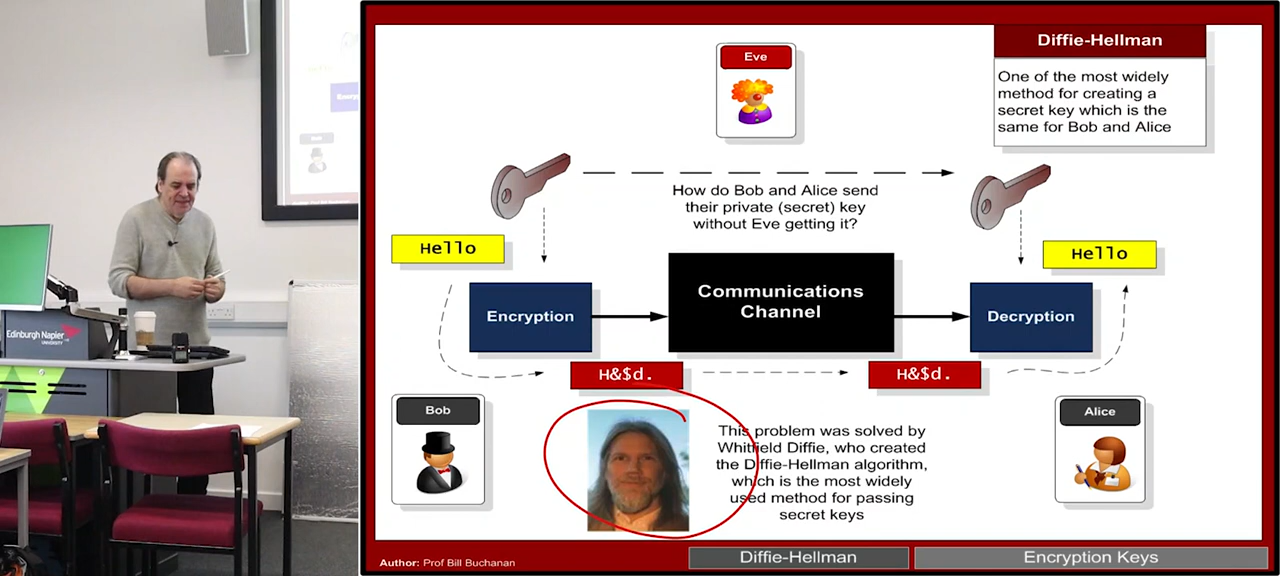 Edinburgh Napier
UNIVERSITY
Eve
Diffie-Hellman
One of the most widely
method for creating a
secret key which is the
same for Bob and Alice
How do Bob and Alice send
their private (secret) key
without Eve getting it?
Hello
Hello
Encryption
Communications
Channel
Decryption
H&$d.
H&$d.
Bob
This problem was solved by
Whitfield Diffie, who created
the Diffie-Hellman algorithm,
which is the most widely
used method for passing
secret keys
Alice
Author: Prof Bill Buchanan
Diffie-Hellman
Encryption Keys